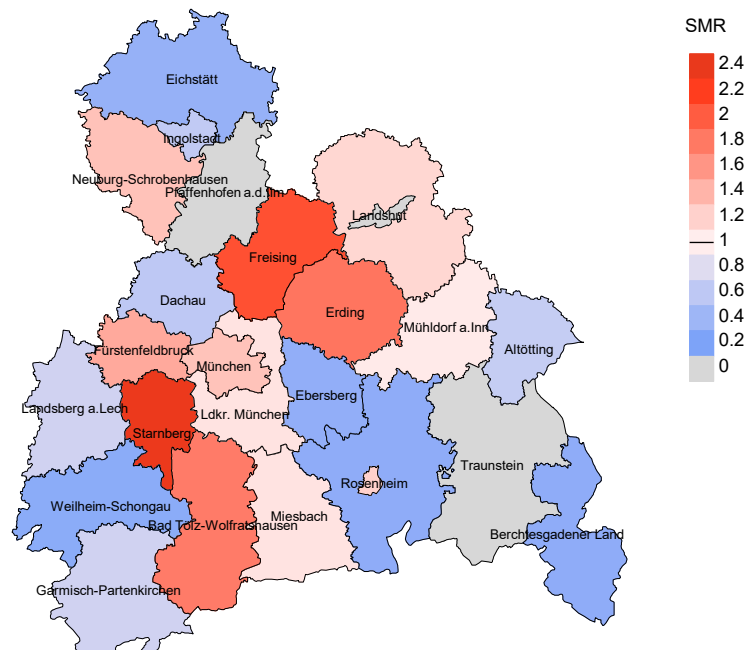 SMR
2.4
2.2
2
1.8
1.6
1.4
1.2
1
0.8
0.6
0.4
0.2
0
Eichstätt
Ingolstadt
Neuburg-Schrobenhausen
Pfaffenhofen a.d.Ilm
Landshut
Freising
Dachau
Erding
Mühldorf a.Inn
Altötting
Fürstenfeldbruck
München
Ebersberg
Landsberg a.Lech
Ldkr. München
Starnberg
Traunstein
Rosenheim
Weilheim-Schongau
Miesbach
Bad Tölz-Wolfratshausen
Berchtesgadener Land
Garmisch-Partenkirchen